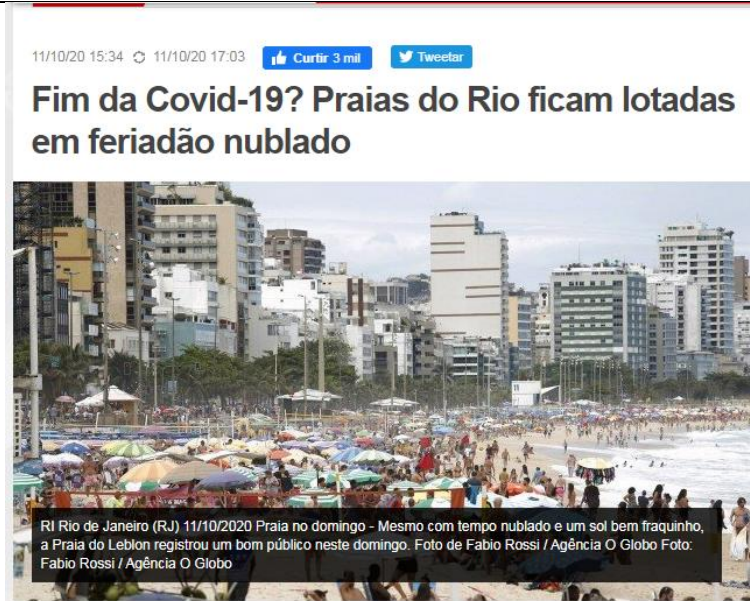 11/10/20 15:34 11/10/20 17:03 Curtir 3 mil Tweetar
Fim da Covid-19? Praias do Rio ficam lotadas
em feriadão nublado
RI Rio de Janeiro (RJ) 11/10/2020 Praia no domingo - Mesmo com tempo nublado e um sol bem fraquinho,
a Praia do Leblon registrou um bom público neste domingo. Foto de Fabio Rossi / Agência O Globo Foto:
Fabio Rossi / Agência O Globo